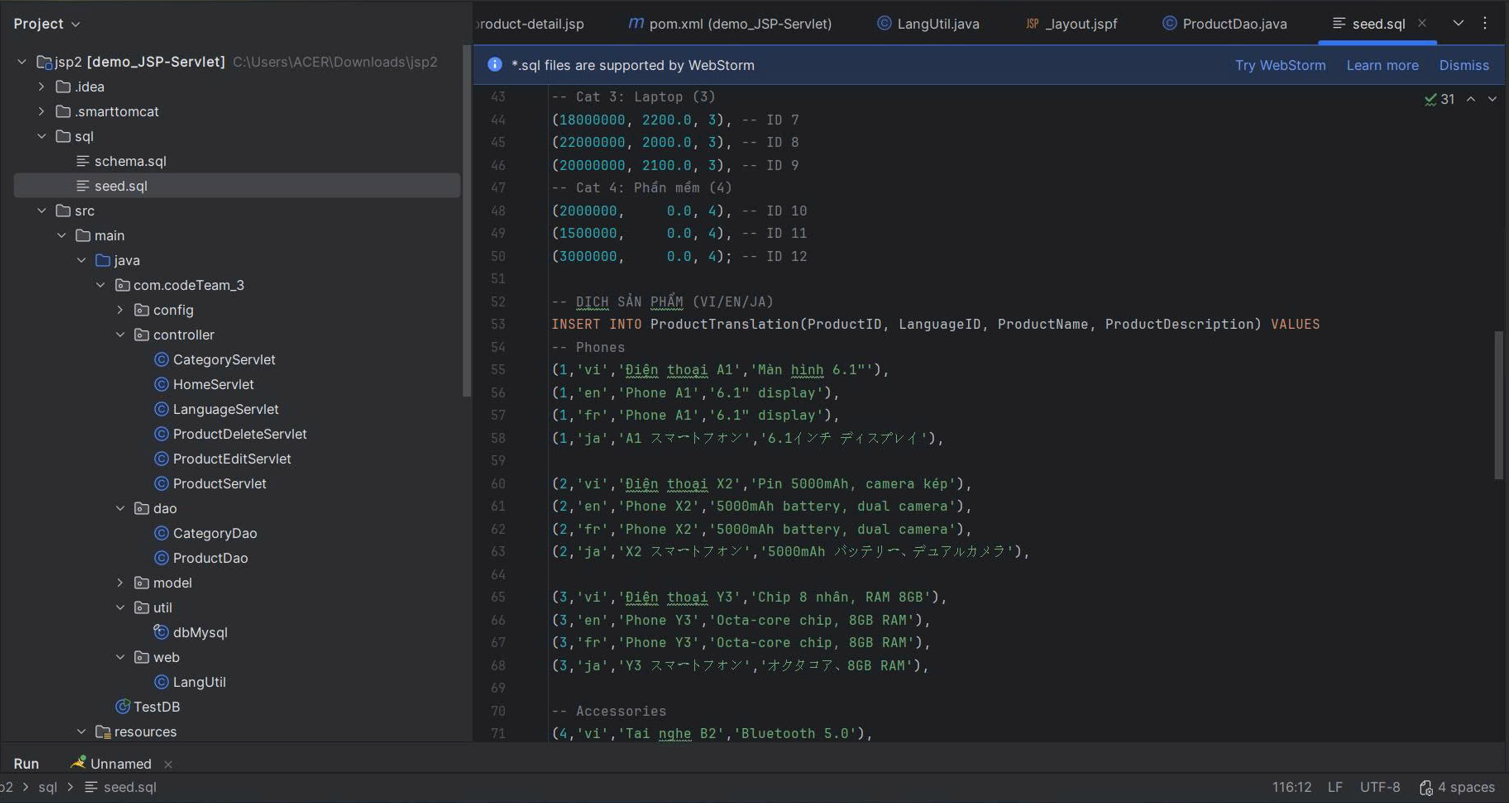 Project
jsp2 [demo_JSP-Servlet] C:\Users\ACER\Downloads\jsp2
.idea
.smarttomcat
sql
schema.sql
seed.sql
src
main
java
com.codeTeam_3
config
controller
CategoryServlet
HomeServlet
LanguageServlet
ProductDeleteServlet
ProductEditServlet
ProductServlet
dao
CategoryDao
ProductDao
model
util
dbMysql
web
LangUtil
TestDB
resources
product-detail.jsp pom.xml (demo_JSP-Servlet) LangUtil.java JSP _layout.jspf ProductDao.java seed.sql
*.sql files are supported by WebStorm Try WebStorm Learn more Dismiss
31
43 -- Cat 3: Laptop (3)
44 (18000000, 2200.0, 3), -- ID 7
45 (22000000, 2000.0, 3), -- ID 8
46 (20000000, 2100.0, 3), -- ID 9
47 -- Cat 4: Phần mềm (4)
48 (2000000,     0.0, 4), -- ID 10
49 (1500000,     0.0, 4), -- ID 11
50 (3000000,     0.0, 4); -- ID 12
51
52 -- DỊCH SẢN PHẨM (VI/EN/JA)
53 INSERT INTO ProductTranslation(ProductID, LanguageID, ProductName, ProductDescription) VALUES
54 -- Phones
55 (1,'vi','Điện thoại A1','Màn hình 6.1"'),
56 (1,'en','Phone A1','6.1" display'),
57 (1,'fr','Phone A1','6.1" display'),
58 (1,'ja','A1 スマートフォン','6.1インチ ディスプレイ'),
59
60 (2,'vi','Điện thoại X2','Pin 5000mAh, camera kép'),
61 (2,'en','Phone X2','5000mAh battery, dual camera'),
62 (2,'fr','Phone X2','5000mAh battery, dual camera'),
63 (2,'ja','X2 スマートフォン','5000mAh バッテリー、デュアルカメラ'),
64
65 (3,'vi','Điện thoại Y3','Chip 8 nhân, RAM 8GB'),
66 (3,'en','Phone Y3','Octa-core chip, 8GB RAM'),
67 (3,'fr','Phone Y3','Octa-core chip, 8GB RAM'),
68 (3,'ja','Y3 スマートフォン','オクタコア、8GB RAM'),
69
70 -- Accessories
71 (4,'vi','Tai nghe B2','Bluetooth 5.0'),
Run Unnamed
p2 > sql > seed.sql 116:12 LF UTF-8 4 spaces